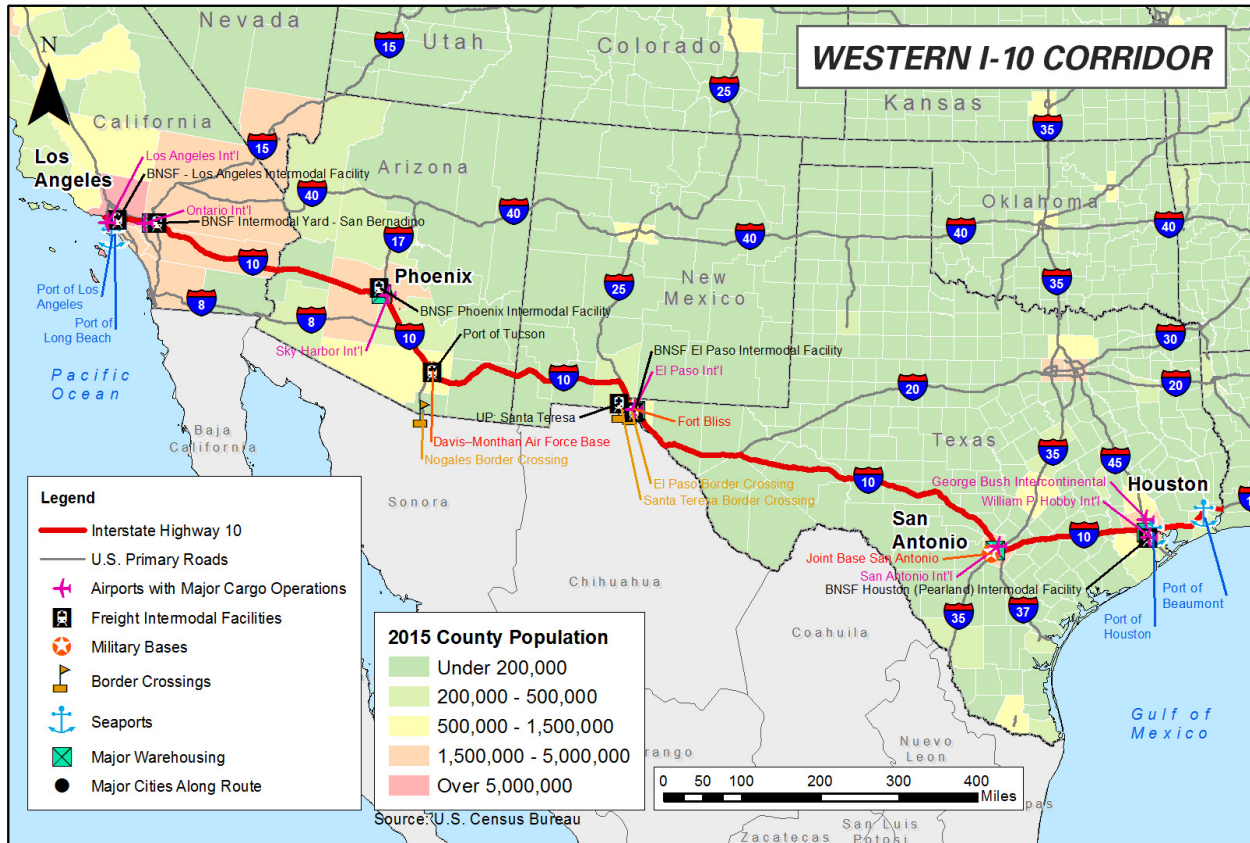 WESTERN I-10 CORRIDOR
N
Nevada
Utah
Colorado
Kansas
California
Arizona
New
Mexico
Oklahoma
Texas
15
25
35
15
40
40
40
40
40
17
25
35
30
10
8
8
10
10
20
20
35
45
10
10
35
37
Los
Angeles
Los Angeles Int'l
BNSF - Los Angeles Intermodal Facility
Ontario Int'l
BNSF Intermodal Yard - San Bernadino
Port of Los
Angeles
Port of
Long Beach
Pacific
Ocean
Phoenix
BNSF Phoenix Intermodal Facility
Sky Harbor Int'l
Port of Tucson
Davis–Monthan Air Force Base
Nogales Border Crossing
BNSF El Paso Intermodal Facility
El Paso Int'l
UP: Santa Teresa
Fort Bliss
El Paso Border Crossing
Santa Teresa Border Crossing
George Bush Intercontinental
Houston
William P. Hobby Int'l
San
Antonio
Joint Base San Antonio
San Antonio Int'l
BNSF Houston (Pearland) Intermodal Facility
Port of
Beaumont
Port of
Houston
Baja
California
Sonora
Chihuahua
Coahuila
Nuevo
Leon
Zacatecas
San Luis
Potosi
Gulf of
Mexico
Legend
Interstate Highway 10
U.S. Primary Roads
Airports with Major Cargo Operations
Freight Intermodal Facilities
Military Bases
Border Crossings
Seaports
Major Warehousing
Major Cities Along Route
2015 County Population
Under 200,000
200,000 - 500,000
500,000 - 1,500,000
1,500,000 - 5,000,000
Over 5,000,000
Source: U.S. Census Bureau
0 50 100 200 300 400
Miles